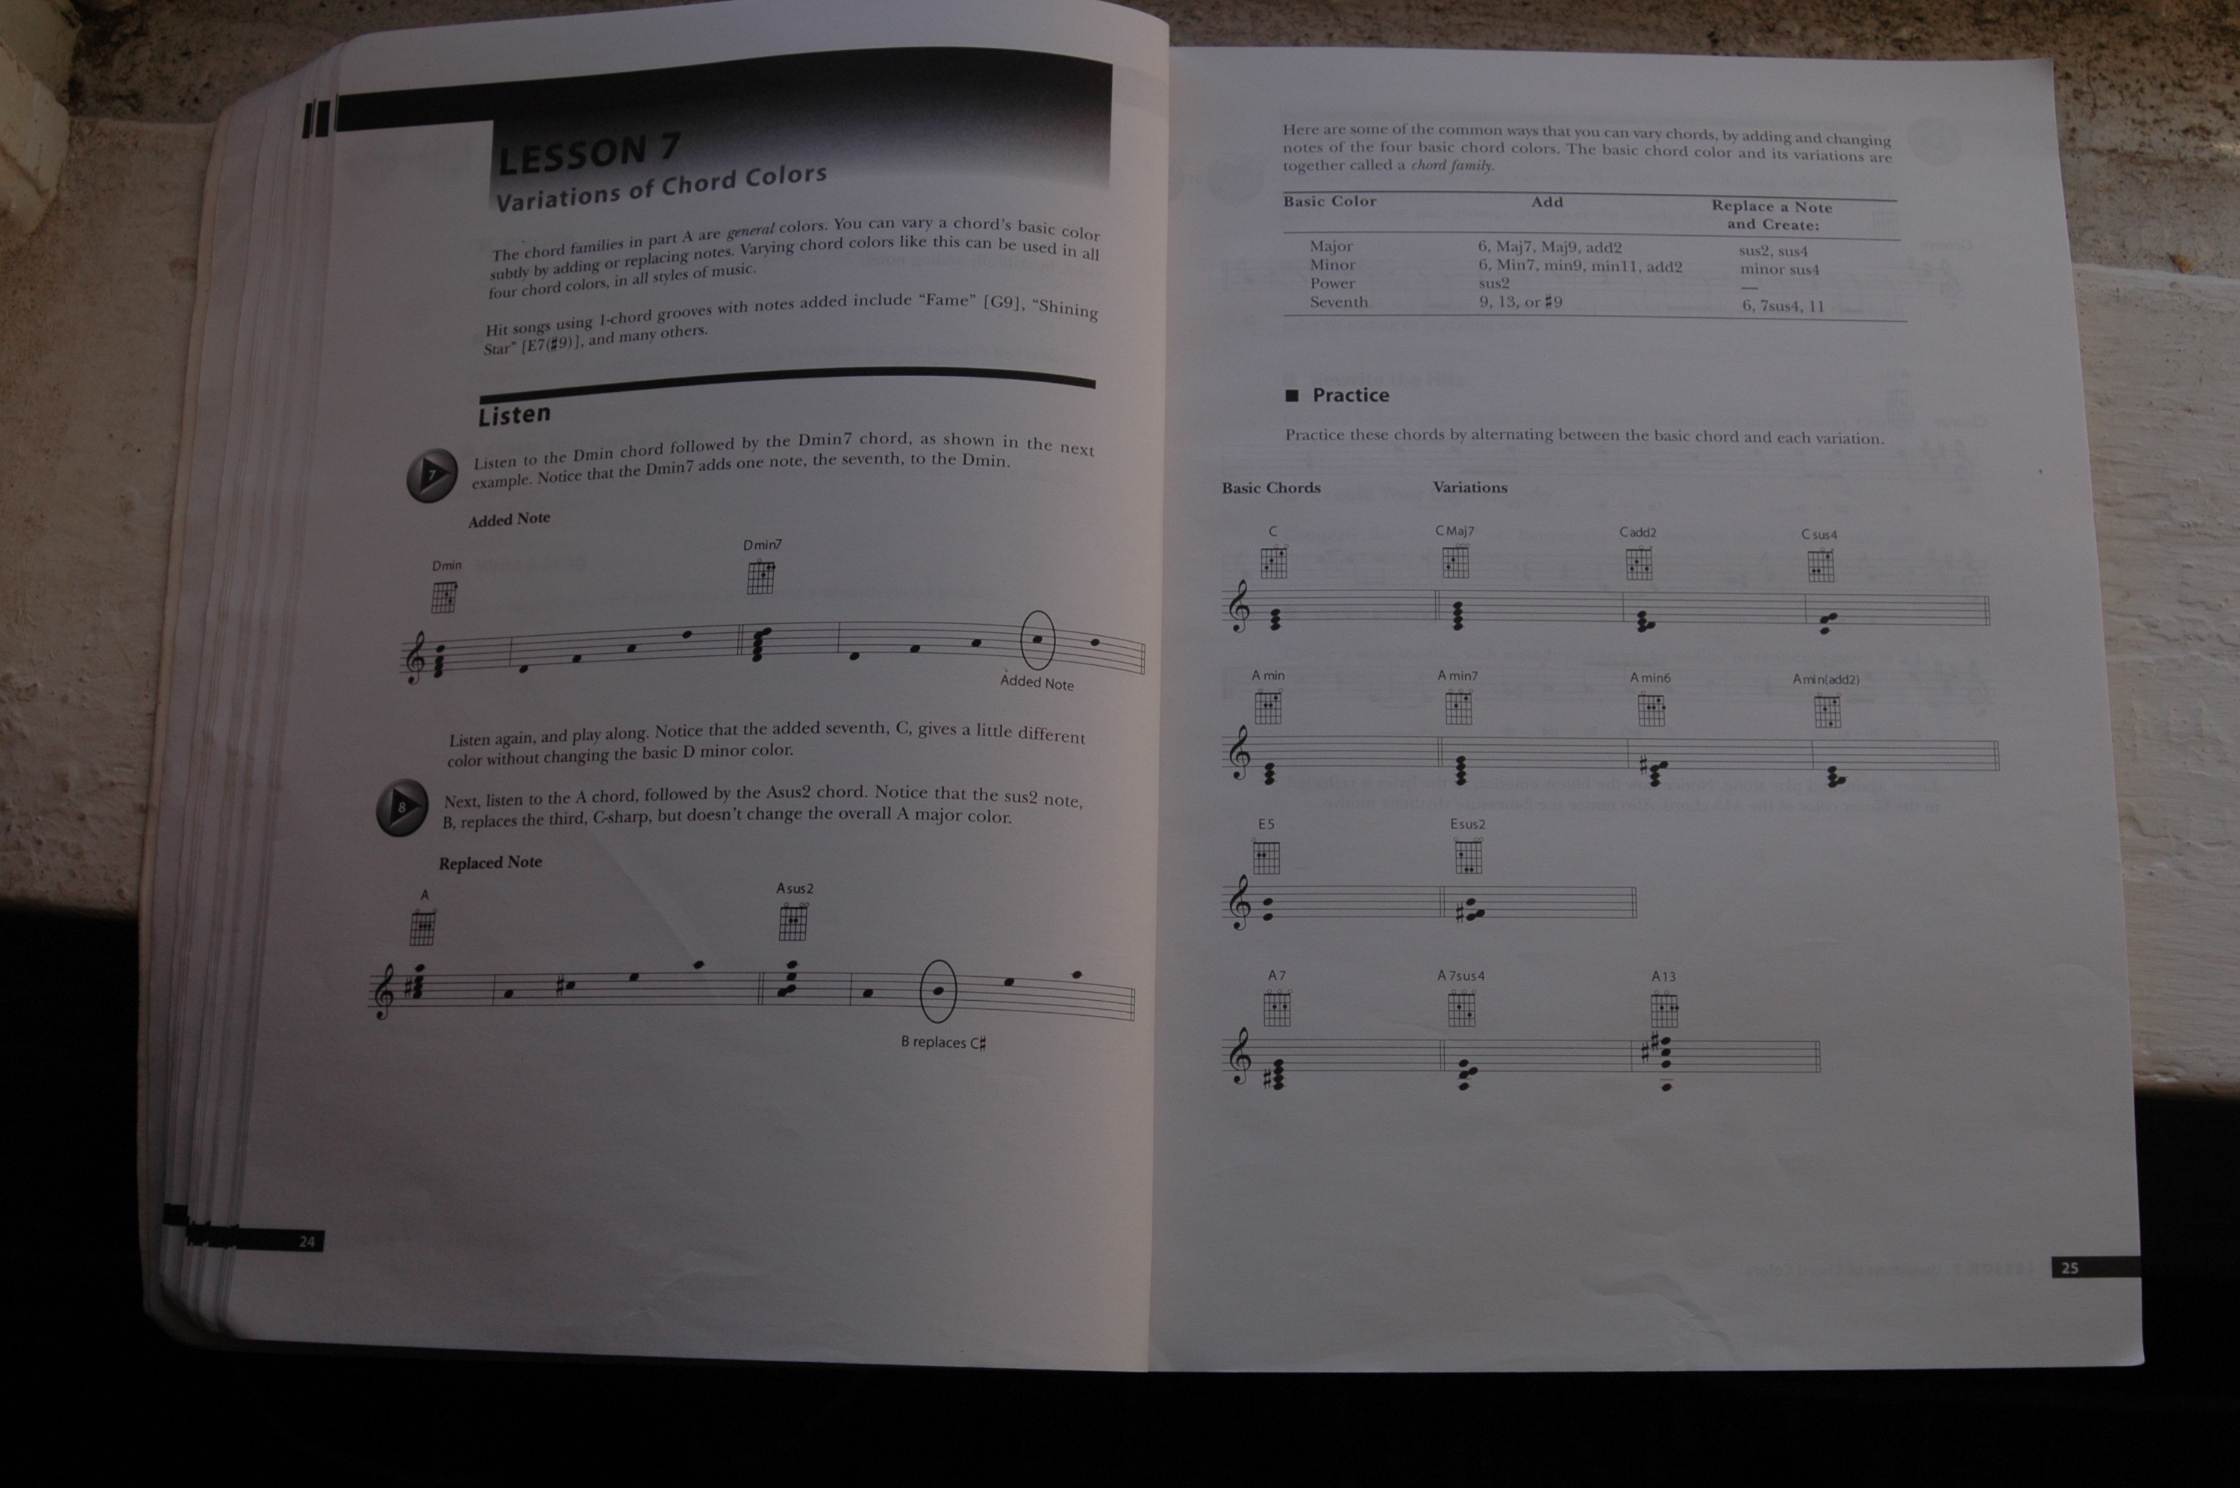 LESSON 7
Variations of Chord Colors
The chord families in part A are general colors. You can vary a chord's basic color
subtly by adding or replacing notes. Varying chord colors like this can be used in all
four chord colors, in all styles of music.
Hit songs using 1-chord grooves with notes added include “Fame” [G9], “Shining
Star” [E7(♯9)], and many others.
Listen
7
Listen to the Dmin chord followed by the Dmin7 chord, as shown in the next
example. Notice that the Dmin7 adds one note, the seventh, to the Dmin.
Added Note
Dmin Dmin7
Added Note
Listen again, and play along. Notice that the added seventh, C, gives a little different
color without changing the basic D minor color.
8
Next, listen to the A chord, followed by the Asus2 chord. Notice that the sus2 note,
B, replaces the third, C-sharp, but doesn't change the overall A major color.
Replaced Note
A Asus2
B replaces C♯
24
Here are some of the common ways that you can vary chords, by adding and changing
notes of the four basic chord colors. The basic chord color and its variations are
together called a chord family.
Basic Color Add Replace a Note
and Create:
Major 6, Maj7, Maj9, add2 sus2, sus4
Minor 6, Min7, min9, min11, add2 minor sus4
Power sus2 —
Seventh 9, 13, or ♯9 6, 7sus4, 11
■ Practice
Practice these chords by alternating between the basic chord and each variation.
Basic Chords Variations
C CMaj7 Cadd2 Csus4
Amin Amin7 Amin6 Amin(add2)
E5 Esus2
A7 A7sus4 A13
25